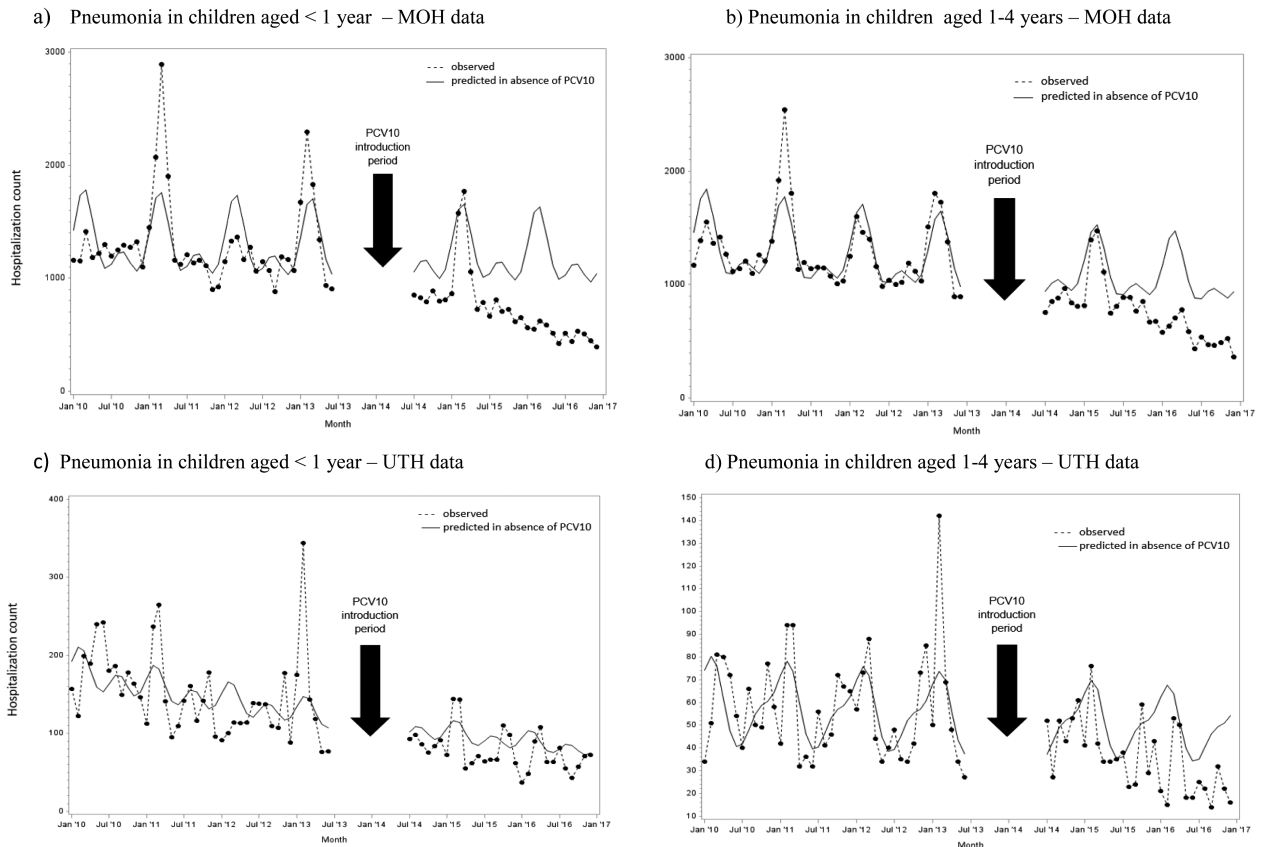 a) Pneumonia in children aged < 1 year – MOH data
3000
2000
1000
0
Hospitalization count
observed
predicted in absence of PCV10
PCV10
introduction
period
Jan '10 Jul '10 Jan '11 Jul '11 Jan '12 Jul '12 Jan '13 Jul '13 Jan '14 Jul '14 Jan '15 Jul '15 Jan '16 Jul '16 Jan '17
Month
b) Pneumonia in children aged 1-4 years – MOH data
3000
2000
1000
0
observed
predicted in absence of PCV10
PCV10
introduction
period
Jan '10 Jul '10 Jan '11 Jul '11 Jan '12 Jul '12 Jan '13 Jul '13 Jan '14 Jul '14 Jan '15 Jul '15 Jan '16 Jul '16 Jan '17
Month
c) Pneumonia in children aged < 1 year – UTH data
400
300
200
100
0
Hospitalization count
observed
predicted in absence of PCV10
PCV10
introduction
period
Jan '10 Jul '10 Jan '11 Jul '11 Jan '12 Jul '12 Jan '13 Jul '13 Jan '14 Jul '14 Jan '15 Jul '15 Jan '16 Jul '16 Jan '17
Month
d) Pneumonia in children aged 1-4 years – UTH data
150
140
130
120
110
100
90
80
70
60
50
40
30
20
10
observed
predicted in absence of PCV10
PCV10
introduction
period
Jan '10 Jul '10 Jan '11 Jul '11 Jan '12 Jul '12 Jan '13 Jul '13 Jan '14 Jul '14 Jan '15 Jul '15 Jan '16 Jul '16 Jan '17
Month